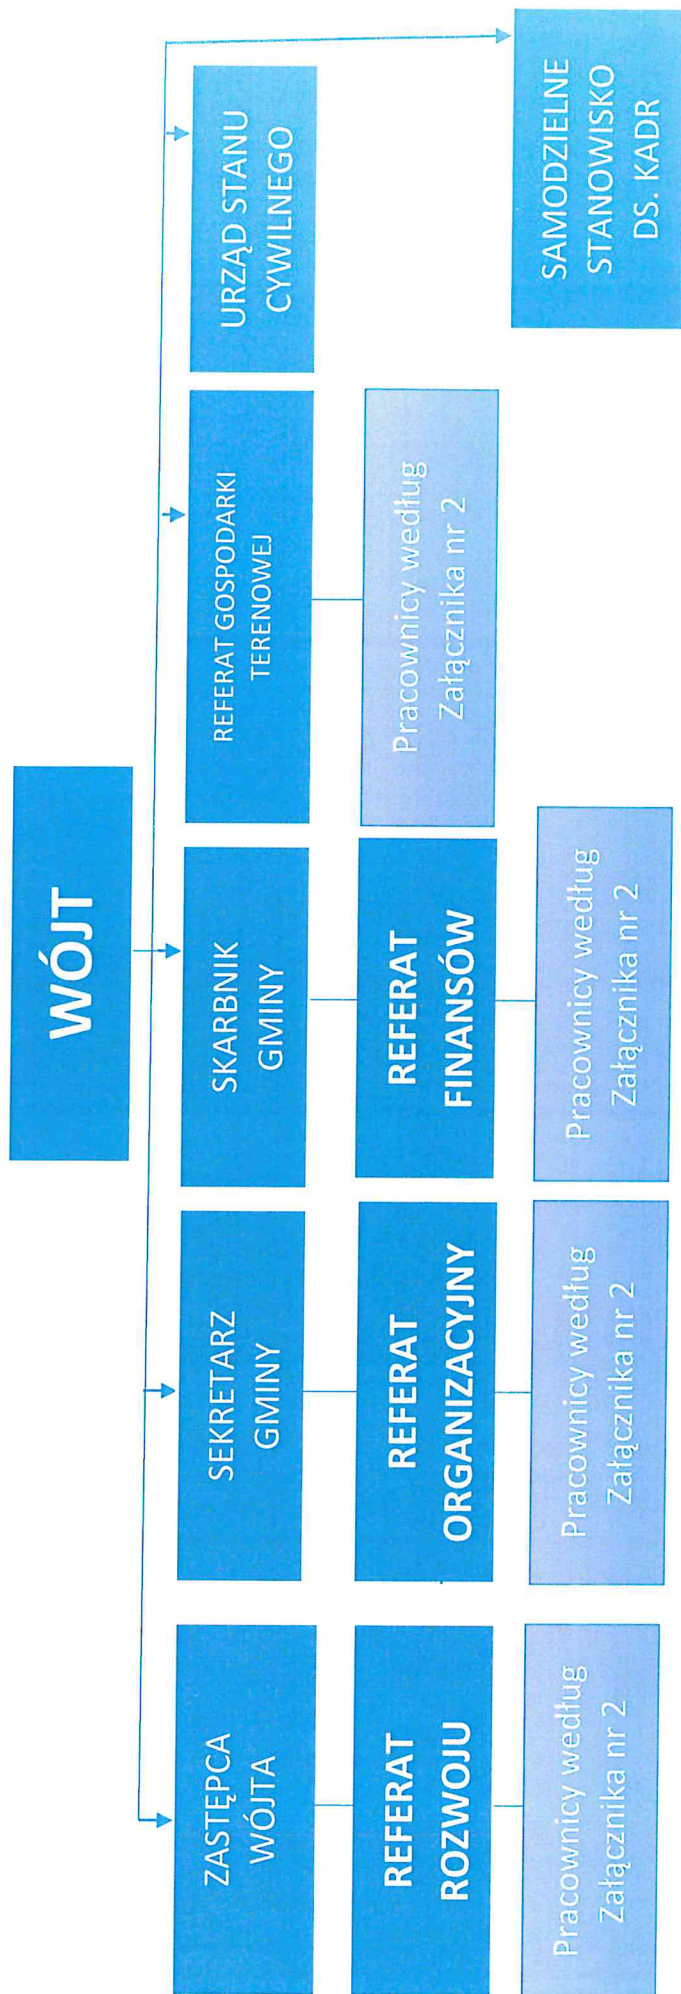 WÓJT
ZASTĘPCA
WÓJTA
SEKRETARZ
GMINY
SKARBNIK
GMINY
REFERAT GOSPODARKI
TERENOWEJ
URZĄD STANU
CYWILNEGO
REFERAT
ROZWOJU
REFERAT
ORGANIZACYJNY
REFERAT
FINANSÓW
Pracownicy według
Załącznika nr 2
SAMODZIELNE
STANOWISKO
DS. KADR
Pracownicy według
Załącznika nr 2
Pracownicy według
Załącznika nr 2
Pracownicy według
Załącznika nr 2